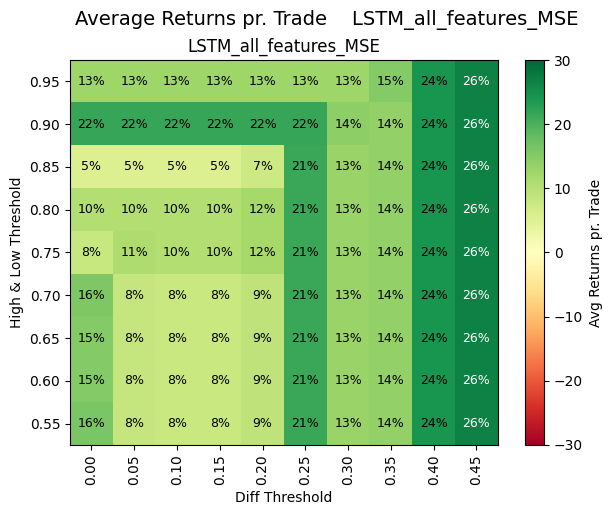 Average Returns pr. Trade    LSTM_all_features_MSE
LSTM_all_features_MSE
High & Low Threshold
0.95 13% 13% 13% 13% 13% 13% 13% 15% 24% 26%
0.90 22% 22% 22% 22% 22% 22% 14% 14% 24% 26%
0.85 5% 5% 5% 5% 7% 21% 13% 14% 24% 26%
0.80 10% 10% 10% 10% 12% 21% 13% 14% 24% 26%
0.75 8% 11% 10% 10% 12% 21% 13% 14% 24% 26%
0.70 16% 8% 8% 8% 9% 21% 13% 14% 24% 26%
0.65 15% 8% 8% 8% 9% 21% 13% 14% 24% 26%
0.60 15% 8% 8% 8% 9% 21% 13% 14% 24% 26%
0.55 16% 8% 8% 8% 9% 21% 13% 14% 24% 26%
0.00 0.05 0.10 0.15 0.20 0.25 0.30 0.35 0.40 0.45
Diff Threshold
30
20
10
0
−10
−20
−30
Avg Returns pr. Trade